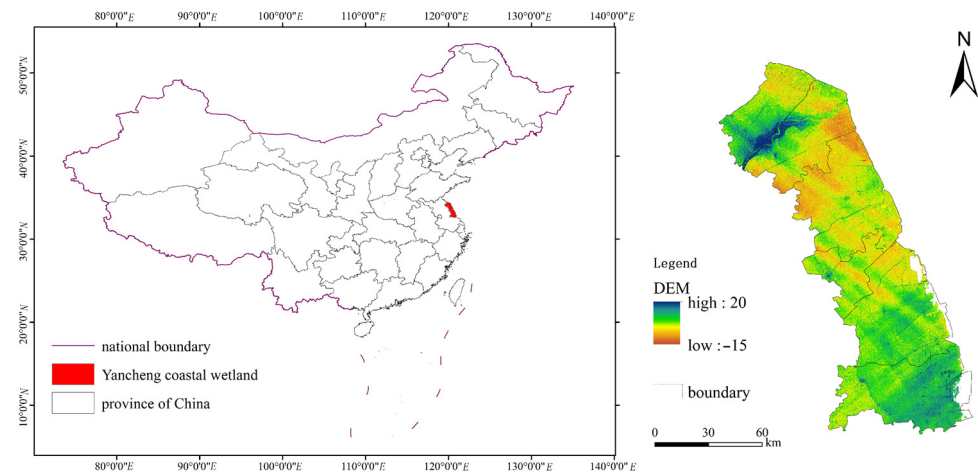 80°0′0″E 90°0′0″E 100°0′0″E 110°0′0″E 120°0′0″E 130°0′0″E 140°0′0″E
50°0′0″N
40°0′0″N
30°0′0″N
20°0′0″N
10°0′0″N
national boundary
Yancheng coastal wetland
province of China
80°0′0″E 90°0′0″E 100°0′0″E 110°0′0″E 120°0′0″E 130°0′0″E 140°0′0″E
N
Legend
DEM
high : 20
low :-15
boundary
0 30 60
km